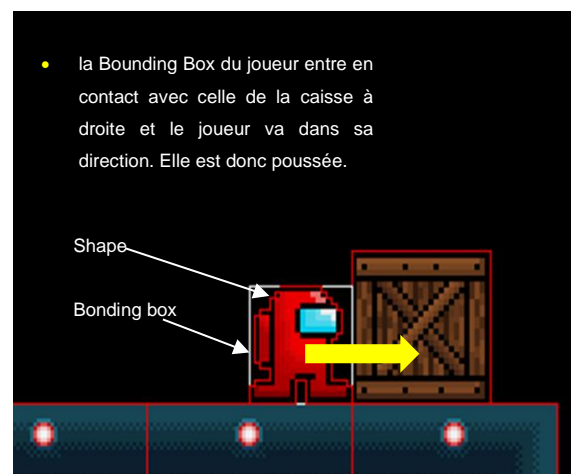 la Bounding Box du joueur entre en
contact avec celle de la caisse à
droite et le joueur va dans sa
direction. Elle est donc poussée.
Shape
Bonding box